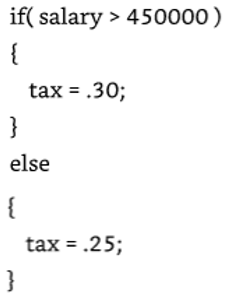 if( salary > 450000 )
{
tax = .30;
}
else
{
tax = .25;
}